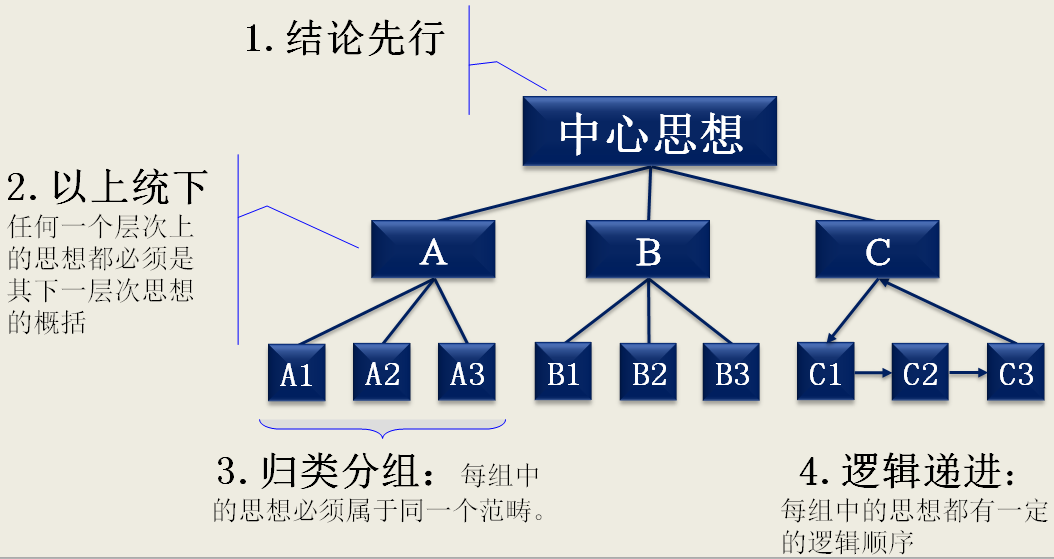 1.结论先行
中心思想
2.以上统下
任何一个层次上
的思想都必须是
其下一层次思想
的概括
A
B
C
A1
A2
A3
B1
B2
B3
C1
C2
C3
3.归类分组：每组中
的思想必须属于同一个范畴。
4.逻辑递进：
每组中的思想都有一定
的逻辑顺序